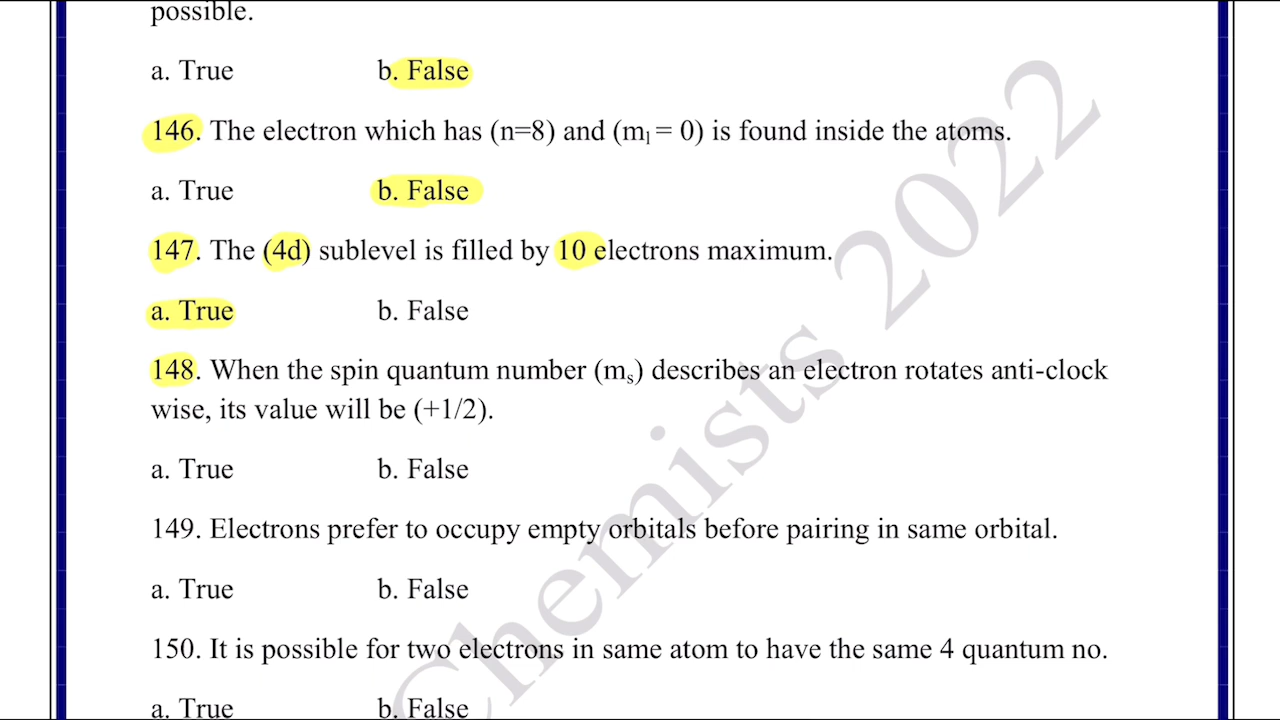 possible.
a. True b. False
146. The electron which has (n=8) and (mₗ = 0) is found inside the atoms.
a. True b. False
147. The (4d) sublevel is filled by 10 electrons maximum.
a. True b. False
148. When the spin quantum number (mₛ) describes an electron rotates anti-clock
wise, its value will be (+1/2).
a. True b. False
149. Electrons prefer to occupy empty orbitals before pairing in same orbital.
a. True b. False
150. It is possible for two electrons in same atom to have the same 4 quantum no.
a. True b. False
Chemists 2022